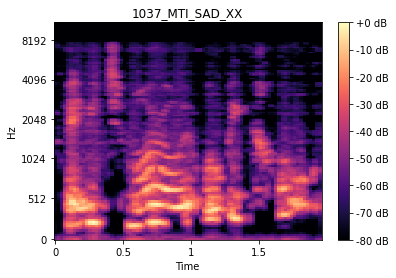 1037_MTI_SAD_XX
+0 dB
8192
-10 dB
4096
-20 dB
-30 dB
2048
-40 dB
Hz
1024
-50 dB
512
-60 dB
-70 dB
0
-80 dB
0
0.5
1
1.5
Time